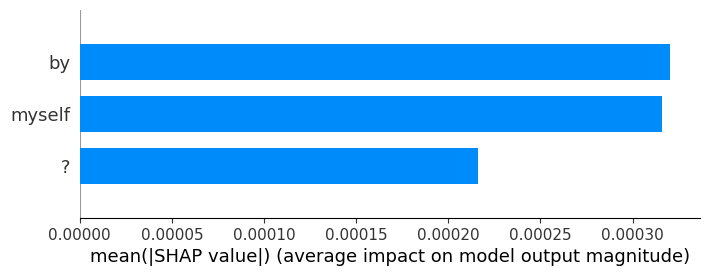 by
myself
?
0.00000 0.00005 0.00010 0.00015 0.00020 0.00025 0.00030
mean(|SHAP value|) (average impact on model output magnitude)